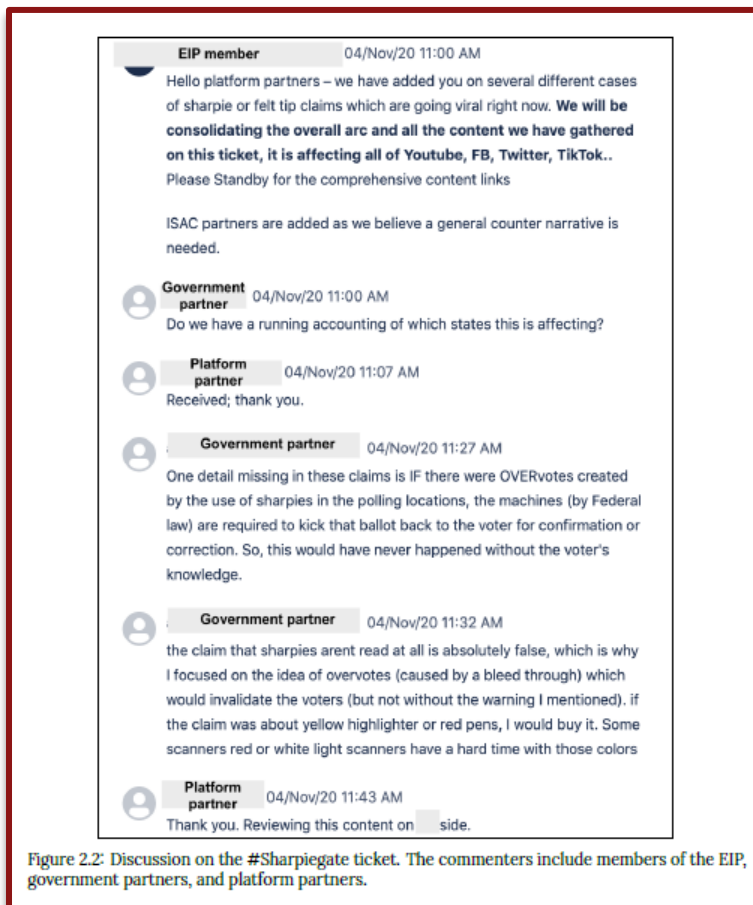 EIP member 04/Nov/20 11:00 AM
Hello platform partners – we have added you on several different cases
of sharpie or felt tip claims which are going viral right now. We will be
consolidating the overall arc and all the content we have gathered
on this ticket, it is affecting all of Youtube, FB, Twitter, TikTok..
Please Standby for the comprehensive content links
ISAC partners are added as we believe a general counter narrative is
needed.
Government
partner 04/Nov/20 11:00 AM
Do we have a running accounting of which states this is affecting?
Platform
partner 04/Nov/20 11:07 AM
Received; thank you.
Government partner 04/Nov/20 11:27 AM
One detail missing in these claims is IF there were OVERvotes created
by the use of sharpies in the polling locations, the machines (by Federal
law) are required to kick that ballot back to the voter for confirmation or
correction. So, this would have never happened without the voter's
knowledge.
Government partner 04/Nov/20 11:32 AM
the claim that sharpies arent read at all is absolutely false, which is why
I focused on the idea of overvotes (caused by a bleed through) which
would invalidate the voters (but not without the warning I mentioned). if
the claim was about yellow highlighter or red pens, I would buy it. Some
scanners red or white light scanners have a hard time with those colors
Platform
partner 04/Nov/20 11:43 AM
Thank you. Reviewing this content on side.
Figure 2.2: Discussion on the #Sharpiegate ticket. The commenters include members of the EIP,
government partners, and platform partners.